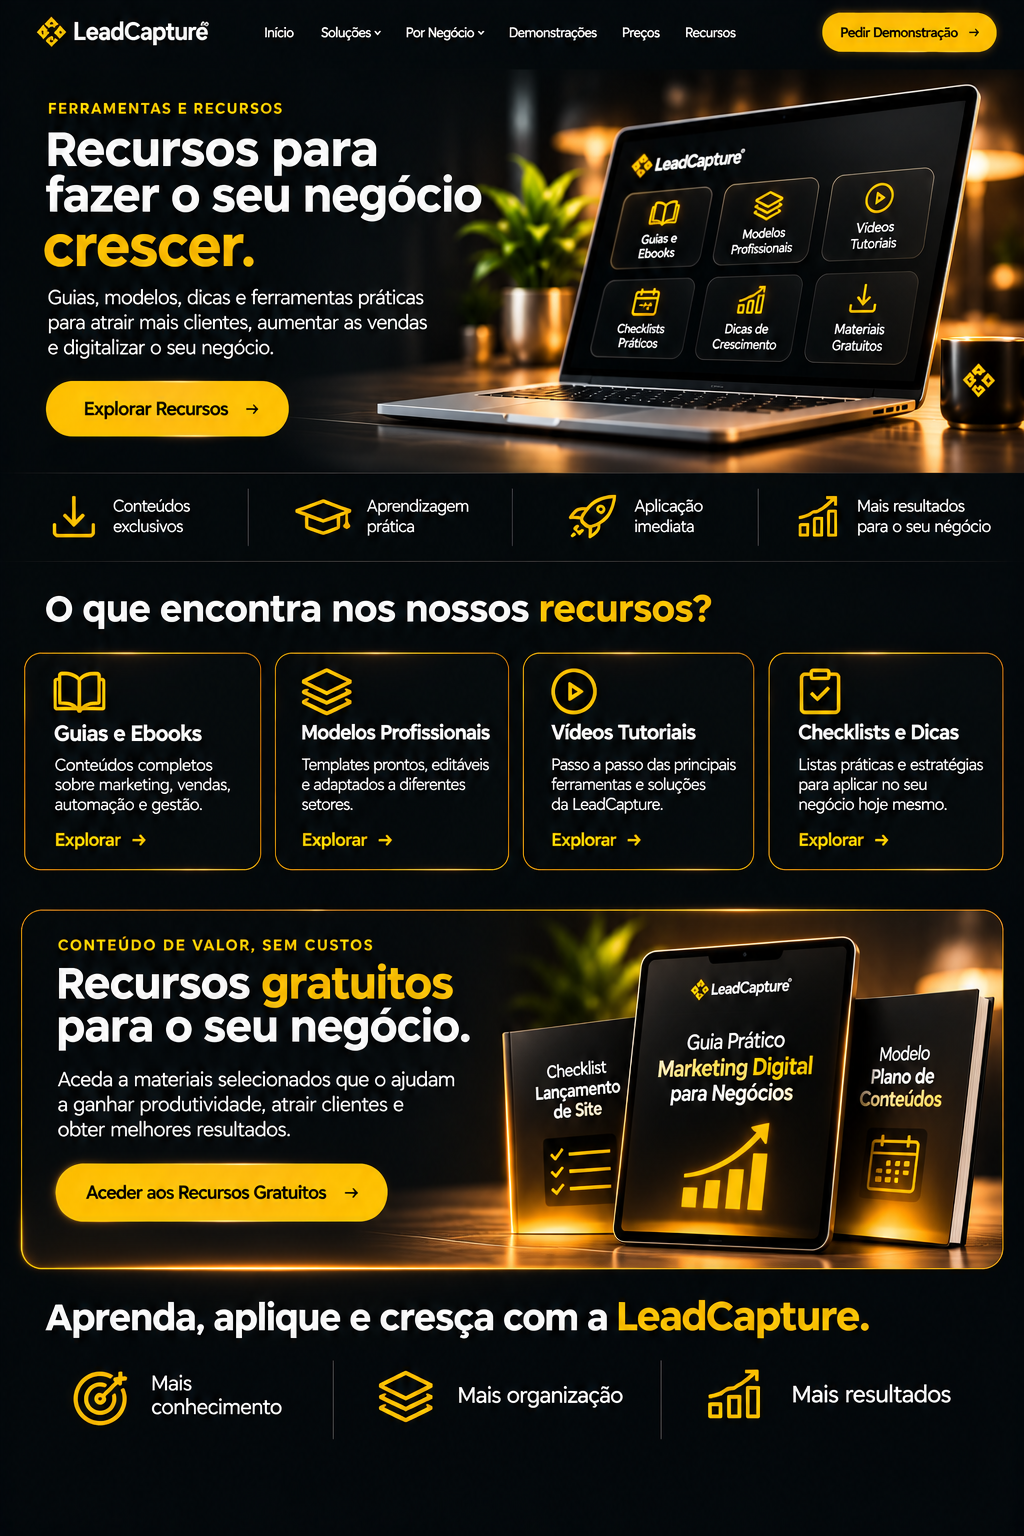 LeadCapture
Início
Soluções
Por Negócio
Demonstrações
Preços
Recursos
Pedir Demonstração →
FERRAMENTAS E RECURSOS
Recursos para
fazer o seu negócio
crescer.
Guias, modelos, dicas e ferramentas práticas
para atrair mais clientes, aumentar as vendas
e digitalizar o seu negócio.
Explorar Recursos →
LeadCapture
Guias e
Ebooks
Modelos
Profissionais
Vídeos
Tutoriais
Checklists
Práticos
Dicas de
Crescimento
Materiais
Gratuitos
Conteúdos
exclusivos
Aprendizagem
prática
Aplicação
imediata
Mais resultados
para o seu négócio
O que encontra nos nossos recursos?
Guias e Ebooks
Conteúdos completos
sobre marketing, vendas,
automação e gestão.
Explorar →
Modelos Profissionais
Templates prontos, editáveis
e adaptados a diferentes
setores.
Explorar →
Vídeos Tutoriais
Passo a passo das principais
ferramentas e soluções
da LeadCapture.
Explorar →
Checklists e Dicas
Listas práticas e estratégias
para aplicar no seu
negócio hoje mesmo.
Explorar →
CONTEÚDO DE VALOR, SEM CUSTOS
Recursos gratuitos
para o seu negócio.
Aceda a materiais selecionados que o ajudam
a ganhar produtividade, atrair clientes e
obter melhores resultados.
Aceder aos Recursos Gratuitos →
Checklist
Lançamento
de Site
LeadCapture
Guia Prático
Marketing Digital
para Negócios
Modelo
Plano de
Conteúdos
Aprenda, aplique e cresça com a LeadCapture.
Mais
conhecimento
Mais organização
Mais resultados